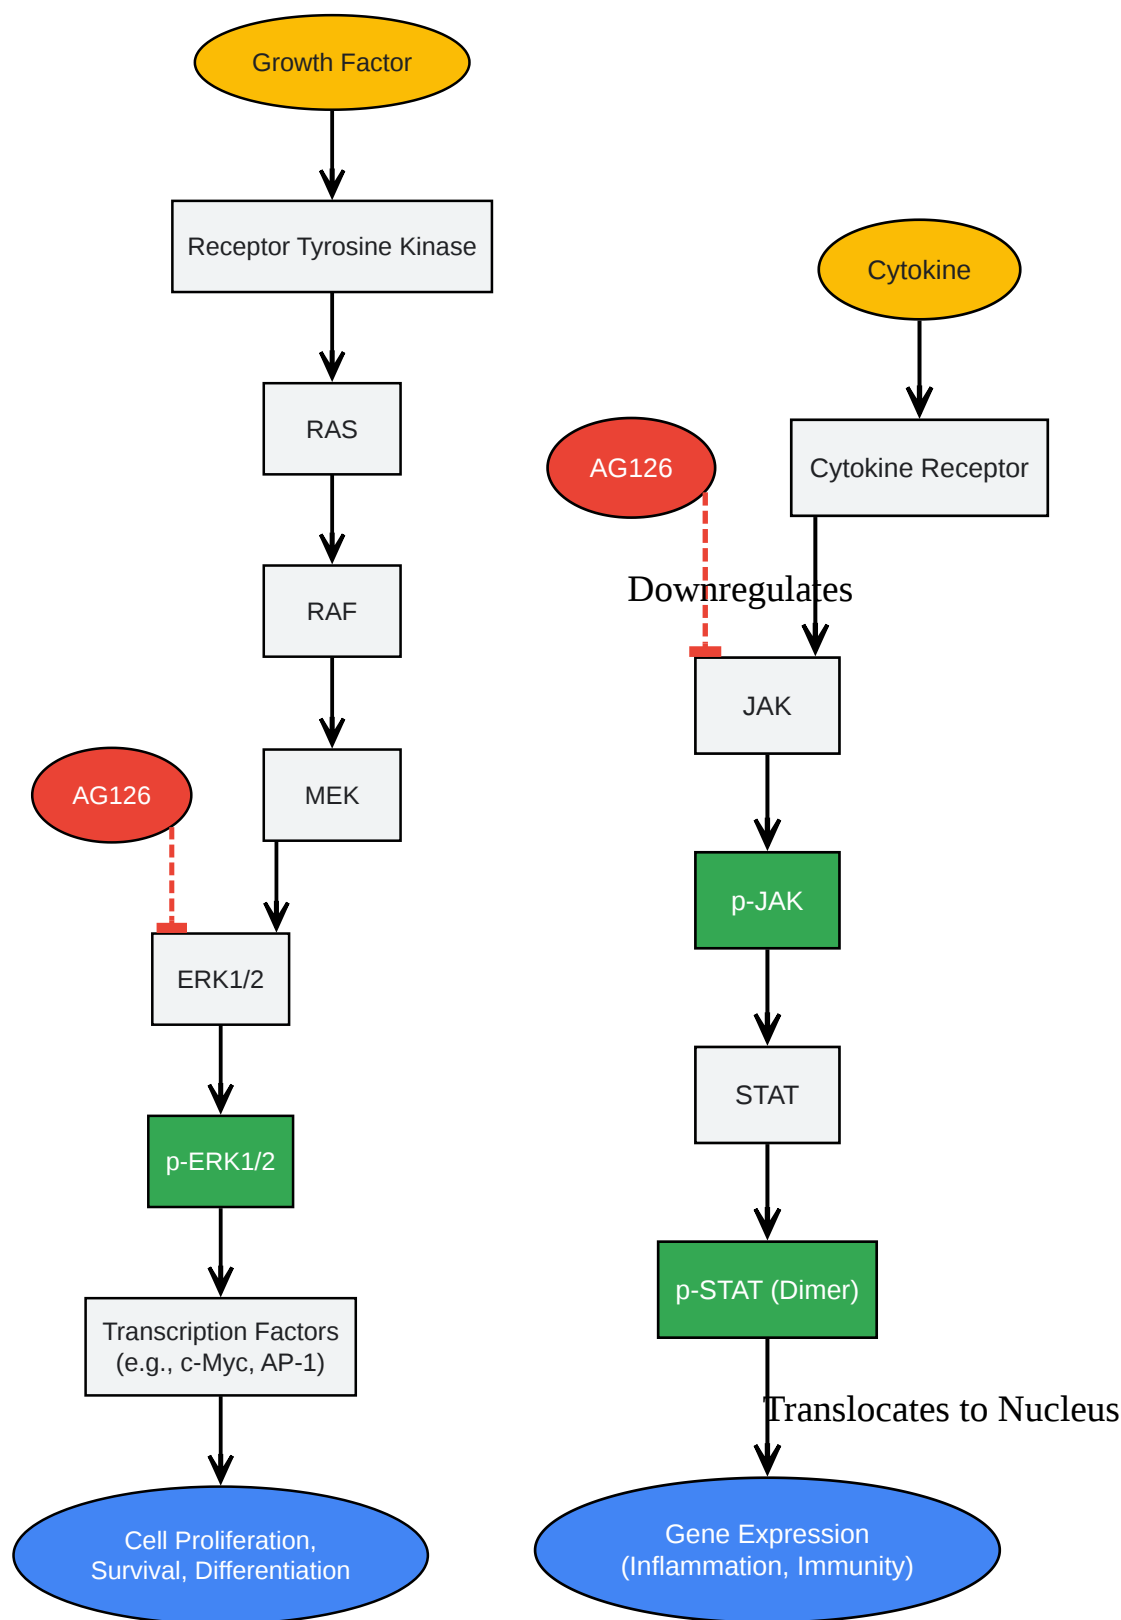 Growth Factor
Receptor Tyrosine Kinase
RAS
RAF
MEK
AG126
ERK1/2
p-ERK1/2
Transcription Factors
(e.g., c-Myc, AP-1)
Cell Proliferation,
Survival, Differentiation
Cytokine
Cytokine Receptor
AG126
Downregulates
JAK
p-JAK
STAT
p-STAT (Dimer)
Translocates to Nucleus
Gene Expression
(Inflammation, Immunity)